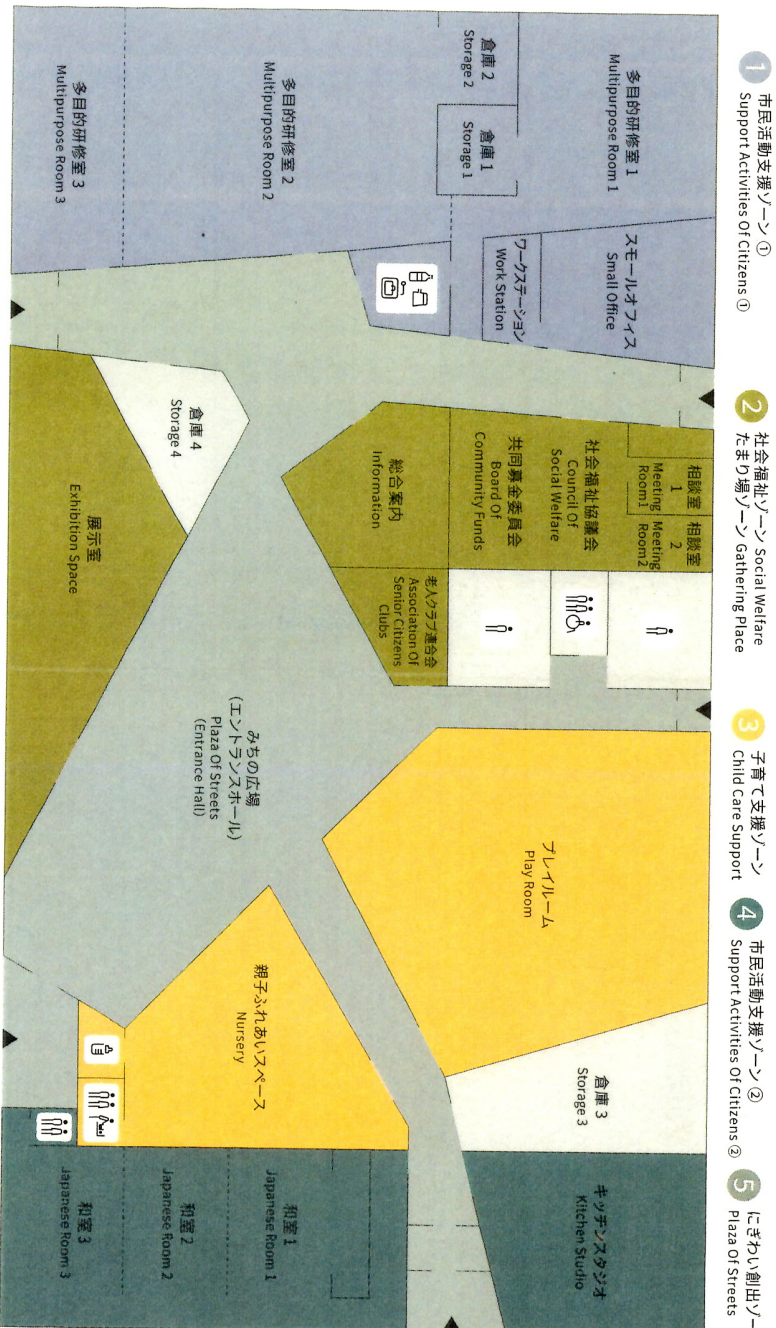 1 市民活動支援ゾーン ①
Support Activities Of Citizens ①
2 社会福祉ゾーン Social Welfare
たまり場ゾーン Gathering Place
3 子育て支援ゾーン
Child Care Support
4 市民活動支援ゾーン ②
Support Activities Of Citizens ②
5 にぎわい創出ゾー
Plaza Of Streets
多目的研修室 1
Multipurpose Room 1
スモールオフィス
Small Office
ワークステーション
Work Station
倉庫 2
Storage 2
倉庫 1
Storage 1
多目的研修室 2
Multipurpose Room 2
多目的研修室 3
Multipurpose Room 3
相談室
1
Meeting
Room1
相談室
2
Meeting
Room2
社会福祉協議会
Council Of
Social Welfare
共同募金委員会
Board Of
Community Funds
総合案内
Information
老人クラブ連合会
Association Of
Senior Citizens
Clubs
倉庫 4
Storage 4
展示室
Exhibition Space
みちの広場
(エントランスホール)
Plaza Of Streets
(Entrance Hall)
プレイルーム
Play Room
親子ふれあいスペース
Nursery
倉庫 3
Storage 3
キッチンスタジオ
Kitchen Studio
和室 1
Japanese Room 1
和室 2
Japanese Room 2
和室 3
Japanese Room 3